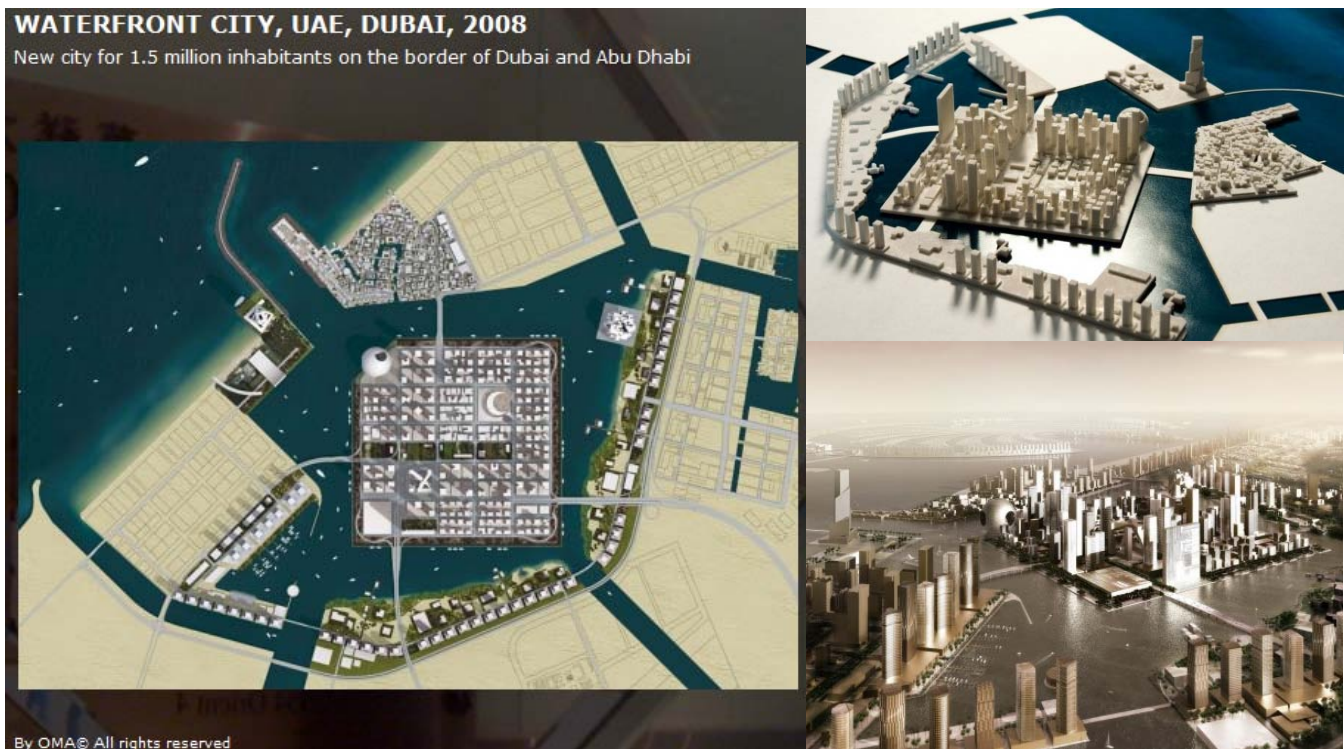 WATERFRONT CITY, UAE, DUBAI, 2008
New city for 1.5 million inhabitants on the border of Dubai and Abu Dhabi
By OMA© All rights reserved